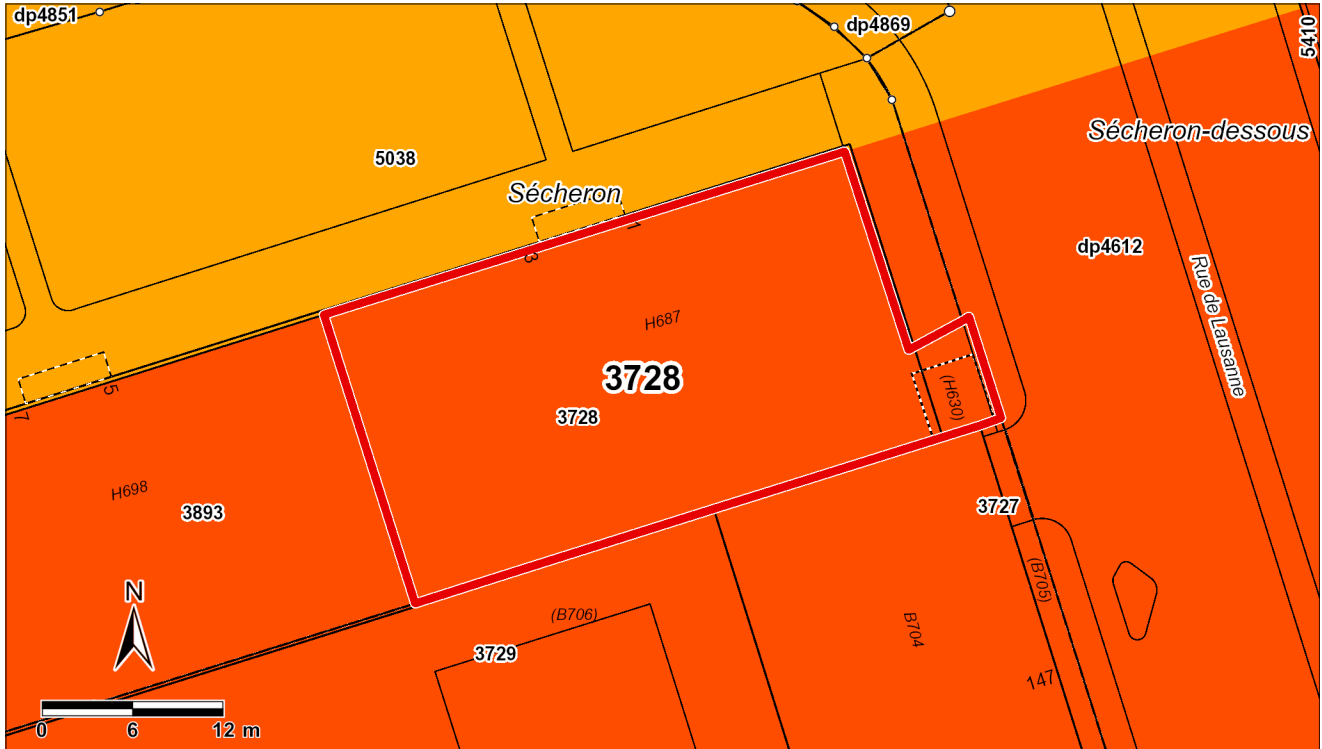 dp4851
dp4869
5410
Sécheron-dessous
5038
Sécheron
1
3
dp4612
Rue de Lausanne
H687
3728
3728
5
7
(H630)
H698
3893
3727
N
(B705)
(B706)
B704
3729
147
0 6 12 m